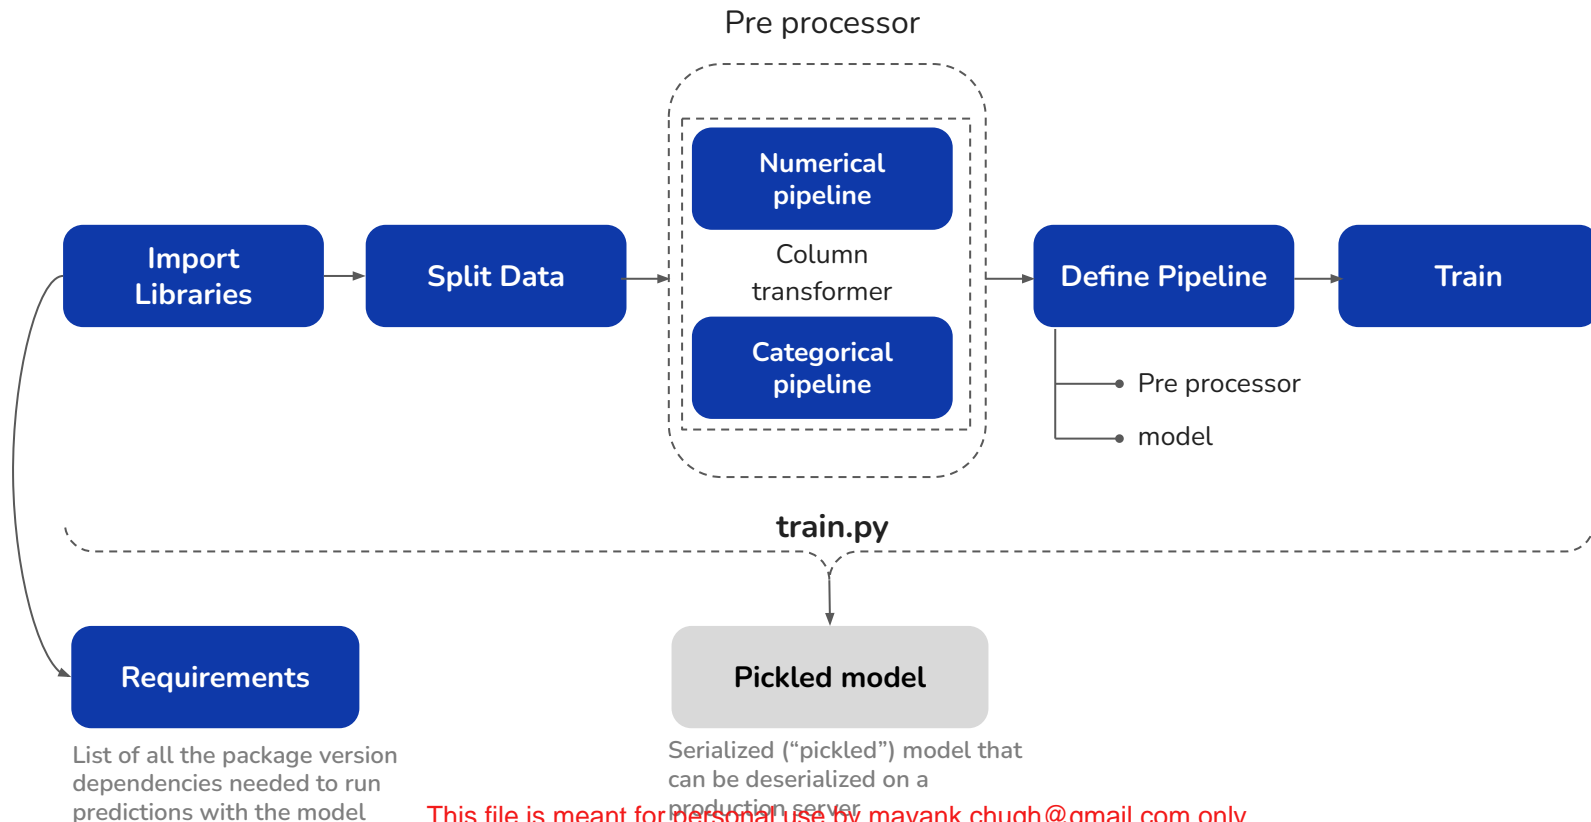 Pre processor
Numerical
pipeline
Column
transformer
Categorical
pipeline
Import
Libraries
Split Data
Define Pipeline
Train
Pre processor
model
train.py
Requirements
List of all the package version
dependencies needed to run
predictions with the model
Pickled model
Serialized (“pickled”) model that
can be deserialized on a
production server
This file is meant for personal use by mayank.chugh@gmail.com only